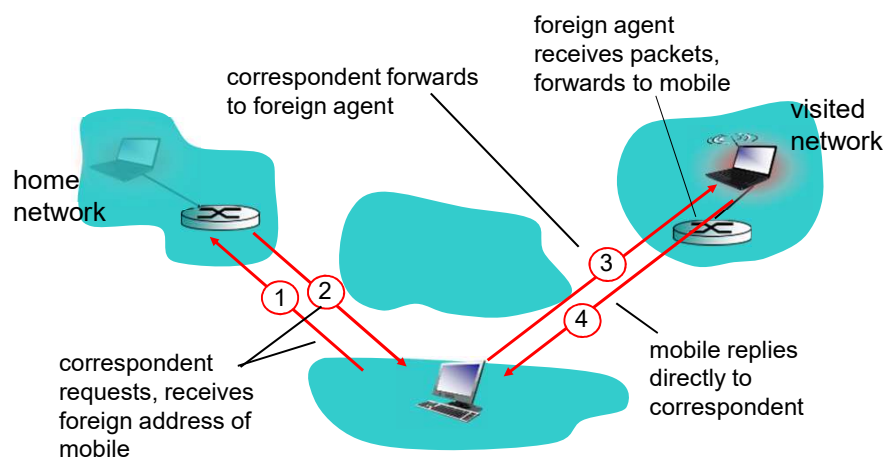 foreign agent
receives packets,
forwards to mobile
correspondent forwards
to foreign agent
visited
network
home
network
1
2
3
4
correspondent
requests, receives
foreign address of
mobile
mobile replies
directly to
correspondent